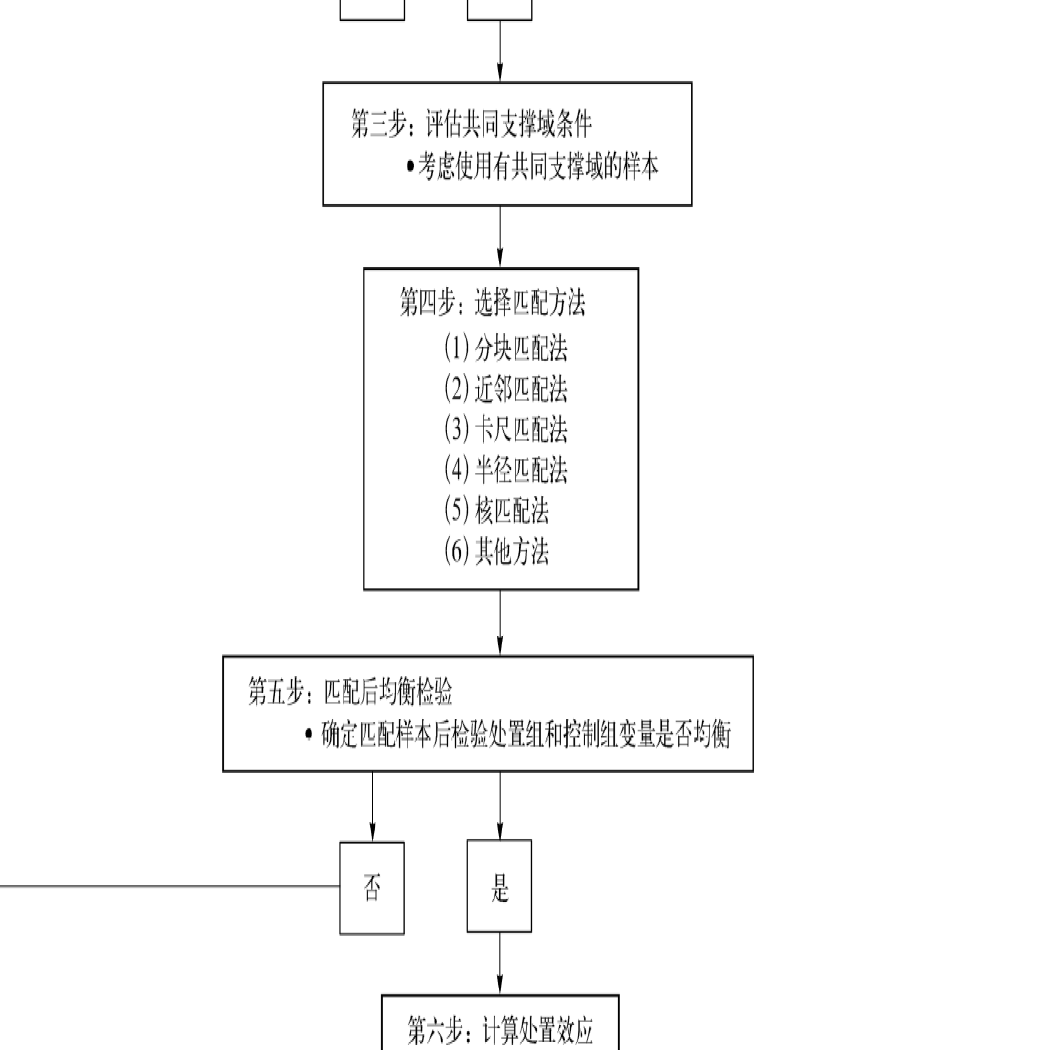 第三步：评估共同支撑域条件
•考虑使用有共同支撑域的样本
第四步：选择匹配方法
(1) 分块匹配法
(2) 近邻匹配法
(3) 卡尺匹配法
(4) 半径匹配法
(5) 核匹配法
(6) 其他方法
第五步：匹配后均衡检验
• 确定匹配样本后检验处置组和控制组变量是否均衡
否
是
第六步：计算处置效应